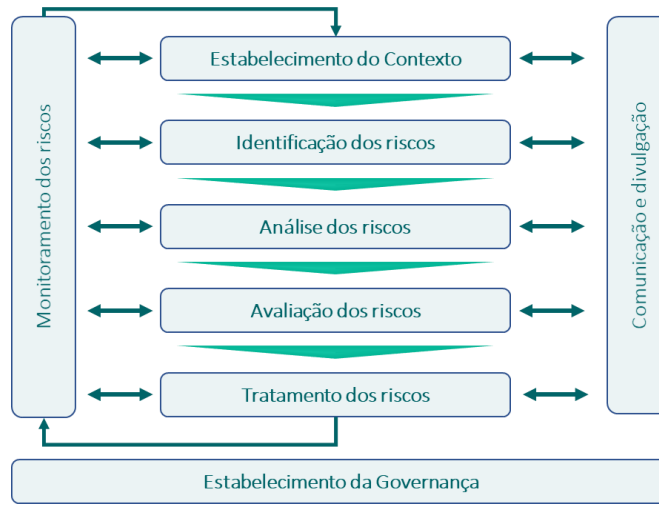 Monitoramento dos riscos
Estabelecimento do Contexto
Identificação dos riscos
Análise dos riscos
Avaliação dos riscos
Tratamento dos riscos
Comunicação e divulgação
Estabelecimento da Governança